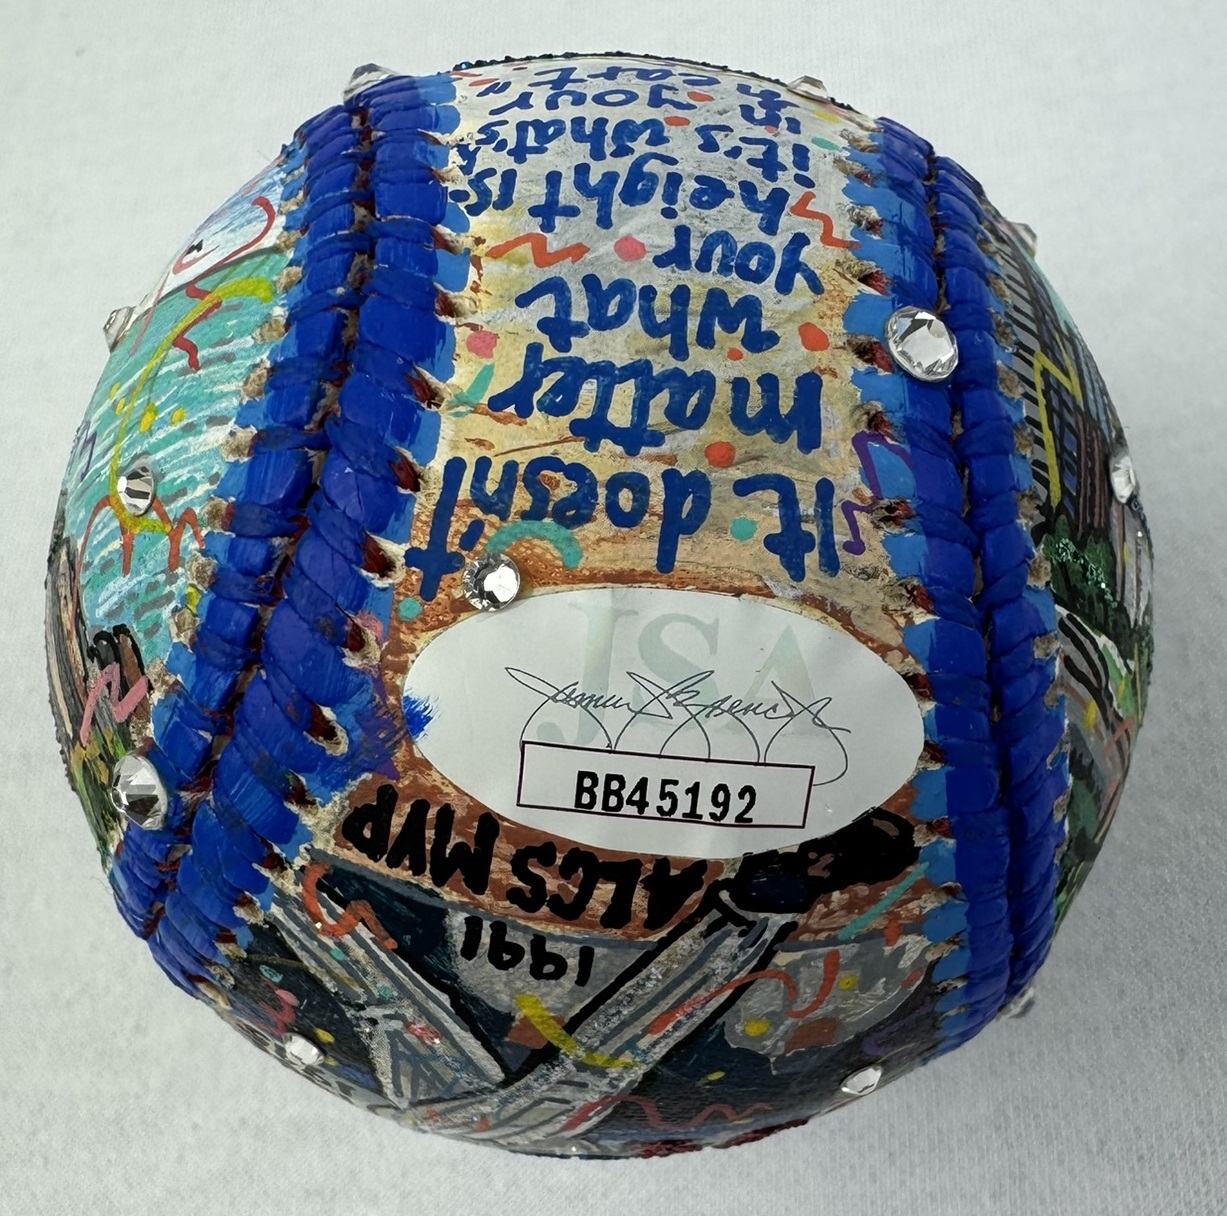 It doesn't
matter
what
your
height is
it's what's
in your
heart."
JSA
BB45192
ALCS MVP
1991